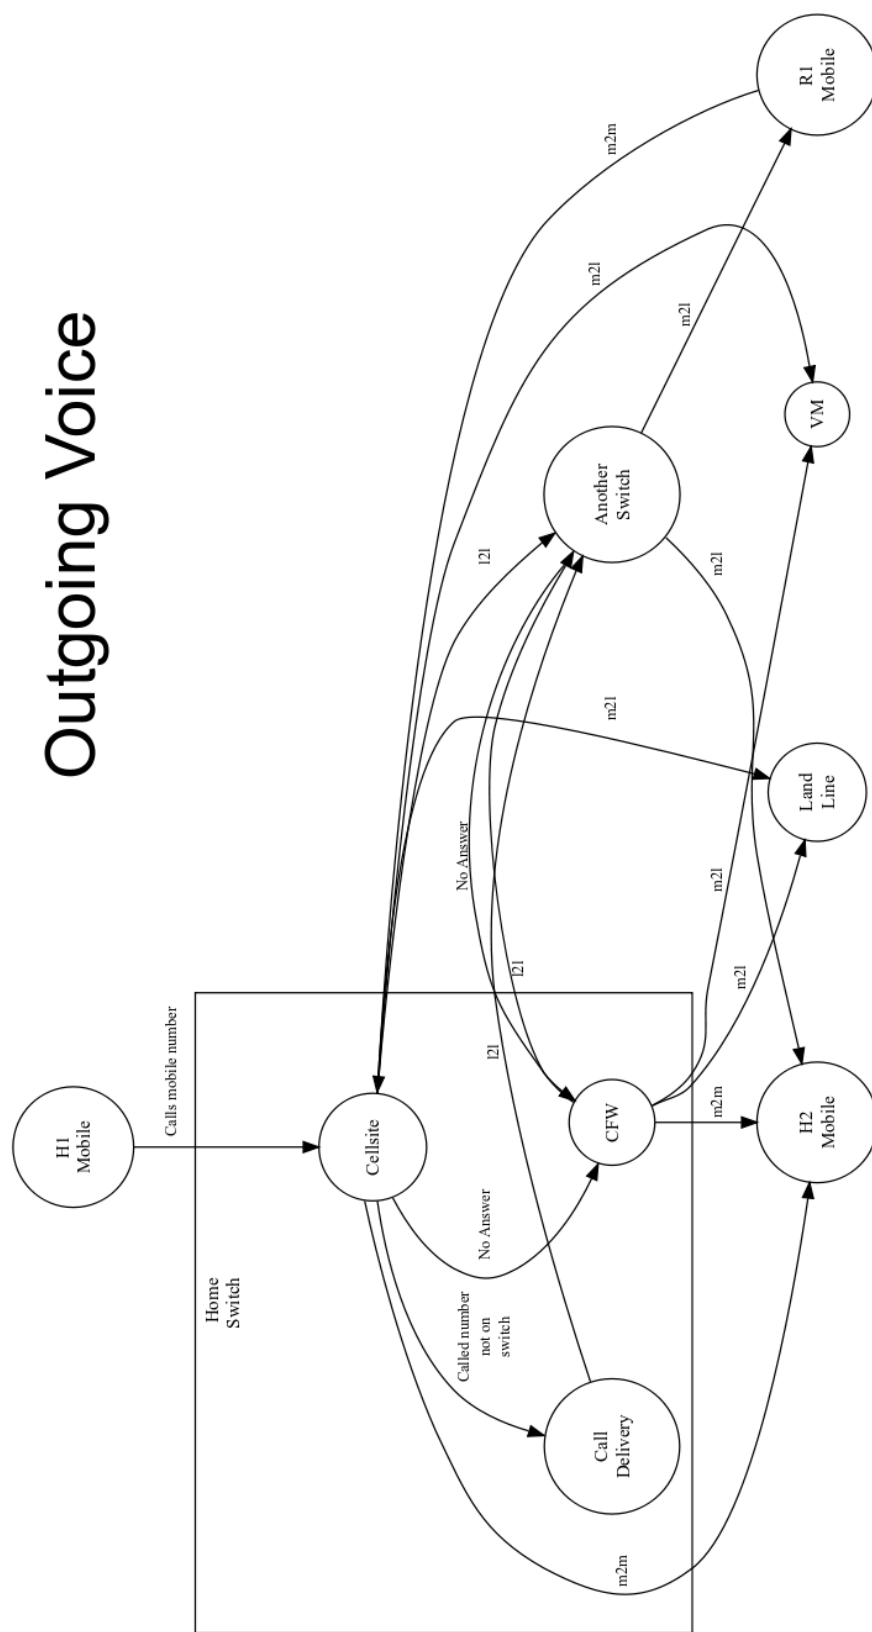 Outgoing Voice
H1
Mobile
Calls mobile number
Home
Switch
Cellsite
m2m
m2l
l2l
m2l
No Answer
No Answer
Called number
not on
switch
l2l
l2l
CFW
Call
Delivery
Another
Switch
m2l
m2l
m2l
m2l
m2m
m2m
R1
Mobile
VM
Land
Line
H2
Mobile